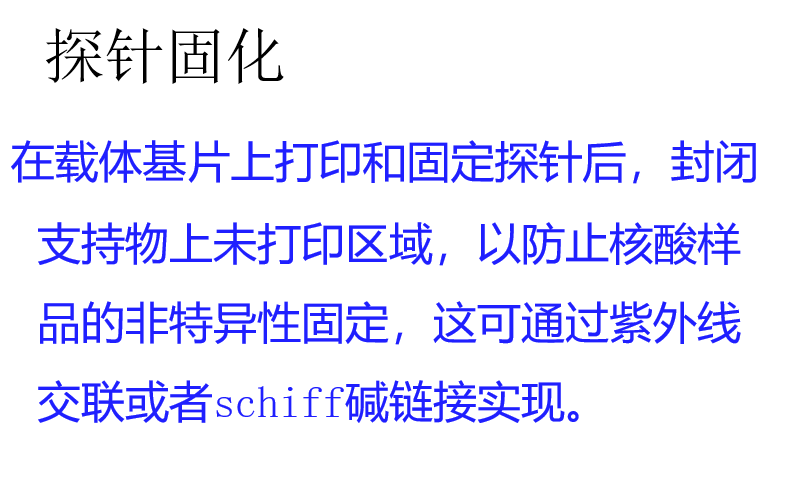 探针固化
在载体基片上打印和固定探针后，封闭
支持物上未打印区域，以防止核酸样
品的非特异性固定，这可通过紫外线
交联或者schiff碱链接实现。